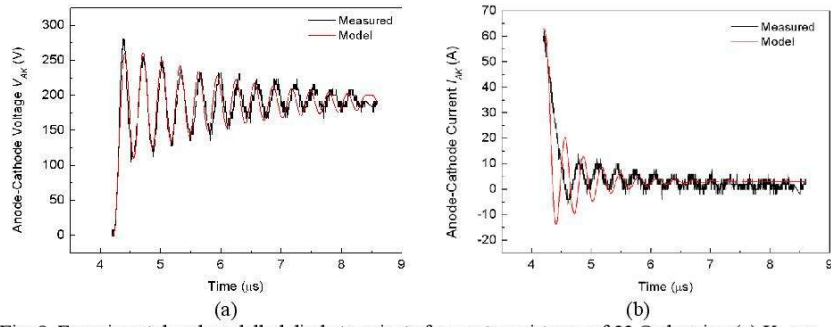 Measured
Model
Anode-Cathode Voltage V_AK (V)
300
250
200
150
100
50
0
4
5
6
7
8
9
Time (μs)
(a)
Measured
Model
Anode-Cathode Current I_AK (A)
70
60
50
40
30
20
10
0
-10
-20
4
5
6
7
8
9
Time (μs)
(b)